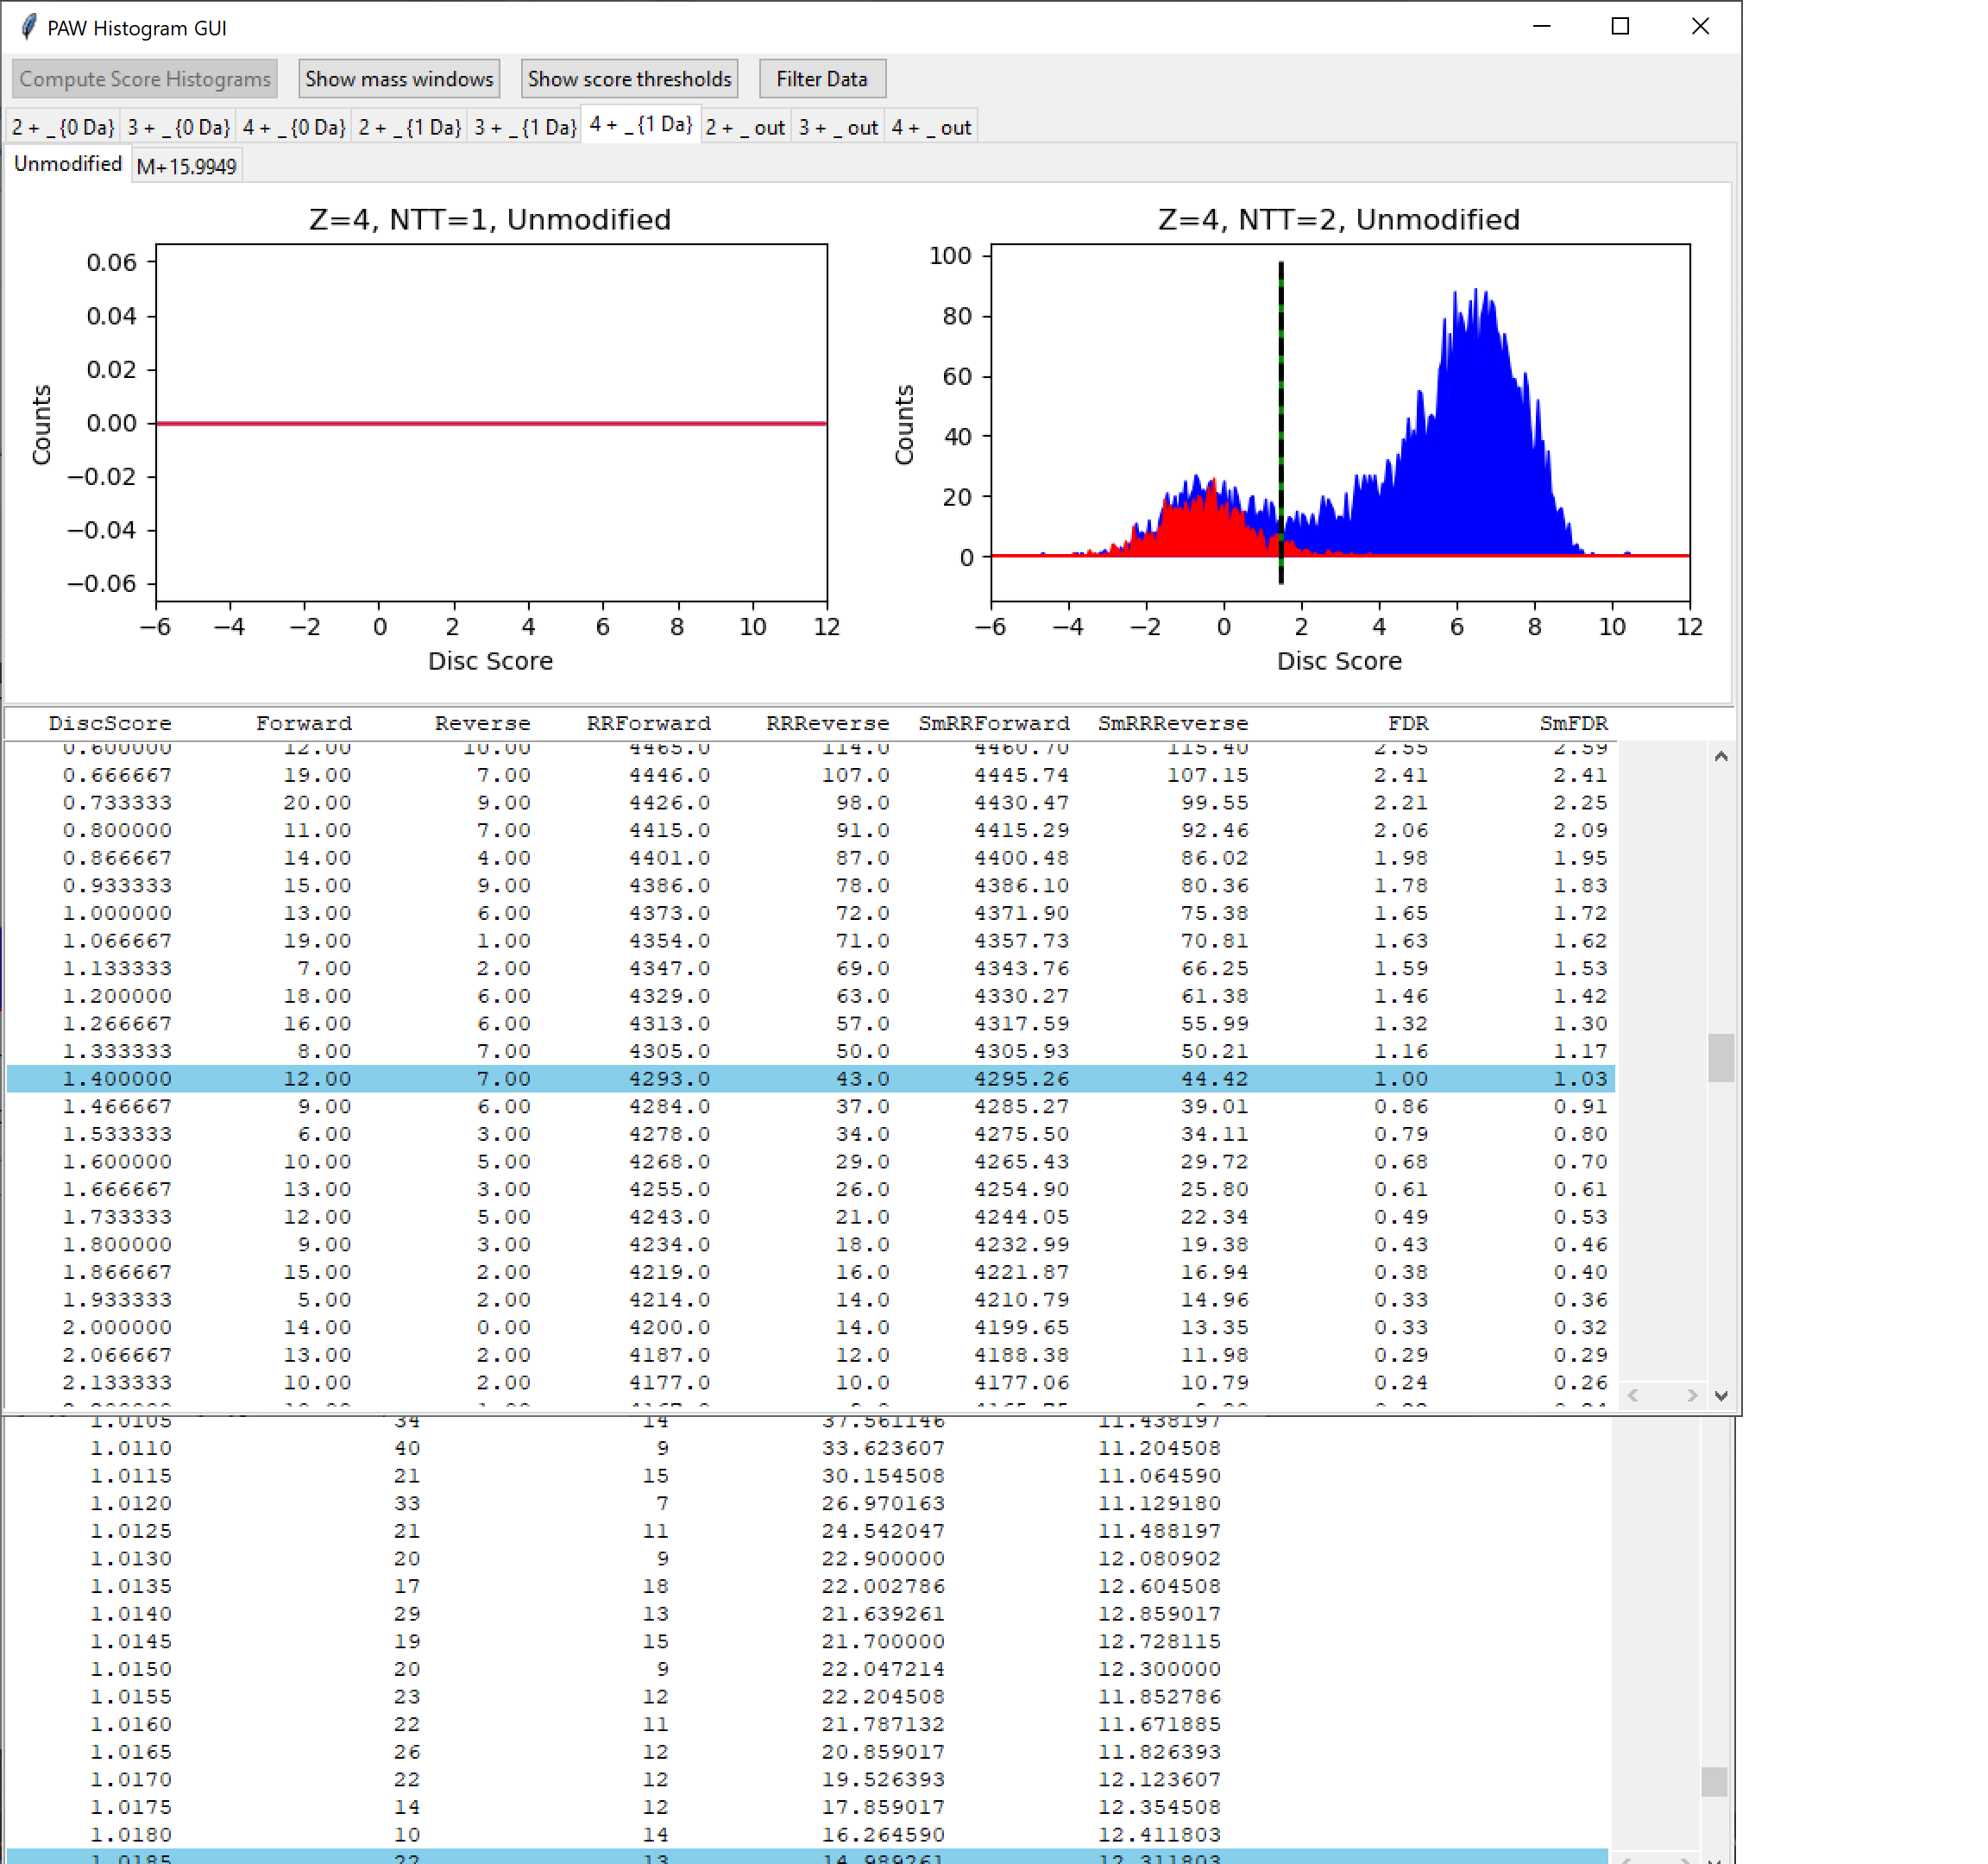 PAW Histogram GUI
Compute Score Histograms Show mass windows Show score thresholds Filter Data
2 + _ {0 Da} 3 + _ {0 Da} 4 + _ {0 Da} 2 + _ {1 Da} 3 + _ {1 Da} 4 + _ {1 Da} 2 + _ out 3 + _ out 4 + _ out
Unmodified M+15.9949
Z=4, NTT=1, Unmodified
0.06
0.04
0.02
0.00
−0.02
−0.04
−0.06
Counts
−6 −4 −2 0 2 4 6 8 10 12
Disc Score
Z=4, NTT=2, Unmodified
100
80
60
40
20
0
Counts
−6 −4 −2 0 2 4 6 8 10 12
Disc Score
DiscScore Forward Reverse RRForward RRReverse SmRRForward SmRRReverse FDR SmFDR
0.600000 12.00 10.00 4465.0 114.0 4460.70 115.40 2.55 2.59
0.666667 19.00 7.00 4446.0 107.0 4445.74 107.15 2.41 2.41
0.733333 20.00 9.00 4426.0 98.0 4430.47 99.55 2.21 2.25
0.800000 11.00 7.00 4415.0 91.0 4415.29 92.46 2.06 2.09
0.866667 14.00 4.00 4401.0 87.0 4400.48 86.02 1.98 1.95
0.933333 15.00 9.00 4386.0 78.0 4386.10 80.36 1.78 1.83
1.000000 13.00 6.00 4373.0 72.0 4371.90 75.38 1.65 1.72
1.066667 19.00 1.00 4354.0 71.0 4357.73 70.81 1.63 1.62
1.133333 7.00 2.00 4347.0 69.0 4343.76 66.25 1.59 1.53
1.200000 18.00 6.00 4329.0 63.0 4330.27 61.38 1.46 1.42
1.266667 16.00 6.00 4313.0 57.0 4317.59 55.99 1.32 1.30
1.333333 8.00 7.00 4305.0 50.0 4305.93 50.21 1.16 1.17
1.400000 12.00 7.00 4293.0 43.0 4295.26 44.42 1.00 1.03
1.466667 9.00 6.00 4284.0 37.0 4285.27 39.01 0.86 0.91
1.533333 6.00 3.00 4278.0 34.0 4275.50 34.11 0.79 0.80
1.600000 10.00 5.00 4268.0 29.0 4265.43 29.72 0.68 0.70
1.666667 13.00 3.00 4255.0 26.0 4254.90 25.80 0.61 0.61
1.733333 12.00 5.00 4243.0 21.0 4244.05 22.34 0.49 0.53
1.800000 9.00 3.00 4234.0 18.0 4232.99 19.38 0.43 0.46
1.866667 15.00 2.00 4219.0 16.0 4221.87 16.94 0.38 0.40
1.933333 5.00 2.00 4214.0 14.0 4210.79 14.96 0.33 0.36
2.000000 14.00 0.00 4200.0 14.0 4199.65 13.35 0.33 0.32
2.066667 13.00 2.00 4187.0 12.0 4188.38 11.98 0.29 0.29
2.133333 10.00 2.00 4177.0 10.0 4177.06 10.79 0.24 0.26
1.0105 34 14 37.561146 11.438197
1.0110 40 9 33.623607 11.204508
1.0115 21 15 30.154508 11.064590
1.0120 33 7 26.970163 11.129180
1.0125 21 11 24.542047 11.488197
1.0130 20 9 22.900000 12.080902
1.0135 17 18 22.002786 12.604508
1.0140 29 13 21.639261 12.859017
1.0145 19 15 21.700000 12.728115
1.0150 20 9 22.047214 12.300000
1.0155 23 12 22.204508 11.852786
1.0160 22 11 21.787132 11.671885
1.0165 26 12 20.859017 11.826393
1.0170 22 12 19.526393 12.123607
1.0175 14 12 17.859017 12.354508
1.0180 10 14 16.264590 12.411803
1.0185 22 13 14.989261 12.311803